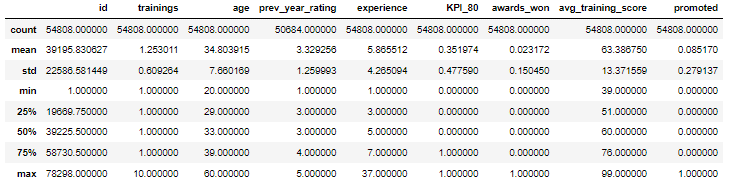 id trainings age prev_year_rating experience KPI_80 awards_won avg_training_score promoted
count 54808.000000 54808.000000 54808.000000 50684.000000 54808.000000 54808.000000 54808.000000 54808.000000 54808.000000
mean 39195.830627 1.253011 34.803915 3.329256 5.865512 0.351974 0.023172 63.386750 0.085170
std 22586.581449 0.609264 7.660169 1.259993 4.265094 0.477590 0.150450 13.371559 0.279137
min 1.000000 1.000000 20.000000 1.000000 1.000000 0.000000 0.000000 39.000000 0.000000
25% 19669.750000 1.000000 29.000000 3.000000 3.000000 0.000000 0.000000 51.000000 0.000000
50% 39225.500000 1.000000 33.000000 3.000000 5.000000 0.000000 0.000000 60.000000 0.000000
75% 58730.500000 1.000000 39.000000 4.000000 7.000000 1.000000 0.000000 76.000000 0.000000
max 78298.000000 10.000000 60.000000 5.000000 37.000000 1.000000 1.000000 99.000000 1.000000